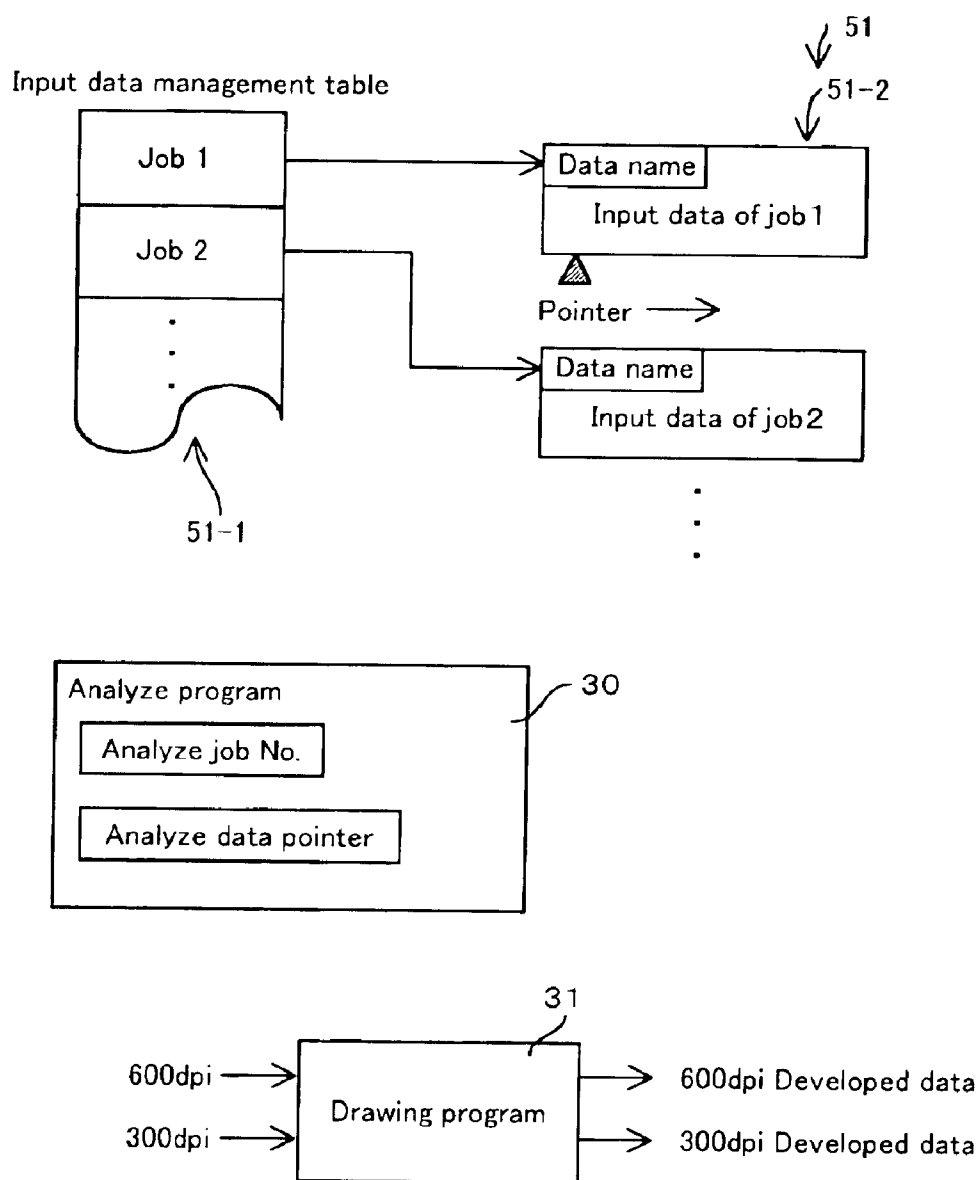 51
Input data management table
51-2
Job 1
Data name
Input data of job1
Job 2
Pointer
Data name
Input data of job2
51-1
Analyze program
30
Analyze job No.
Analyze data pointer
31
600dpi
600dpi Developed data
Drawing program
300dpi
300dpi Developed data